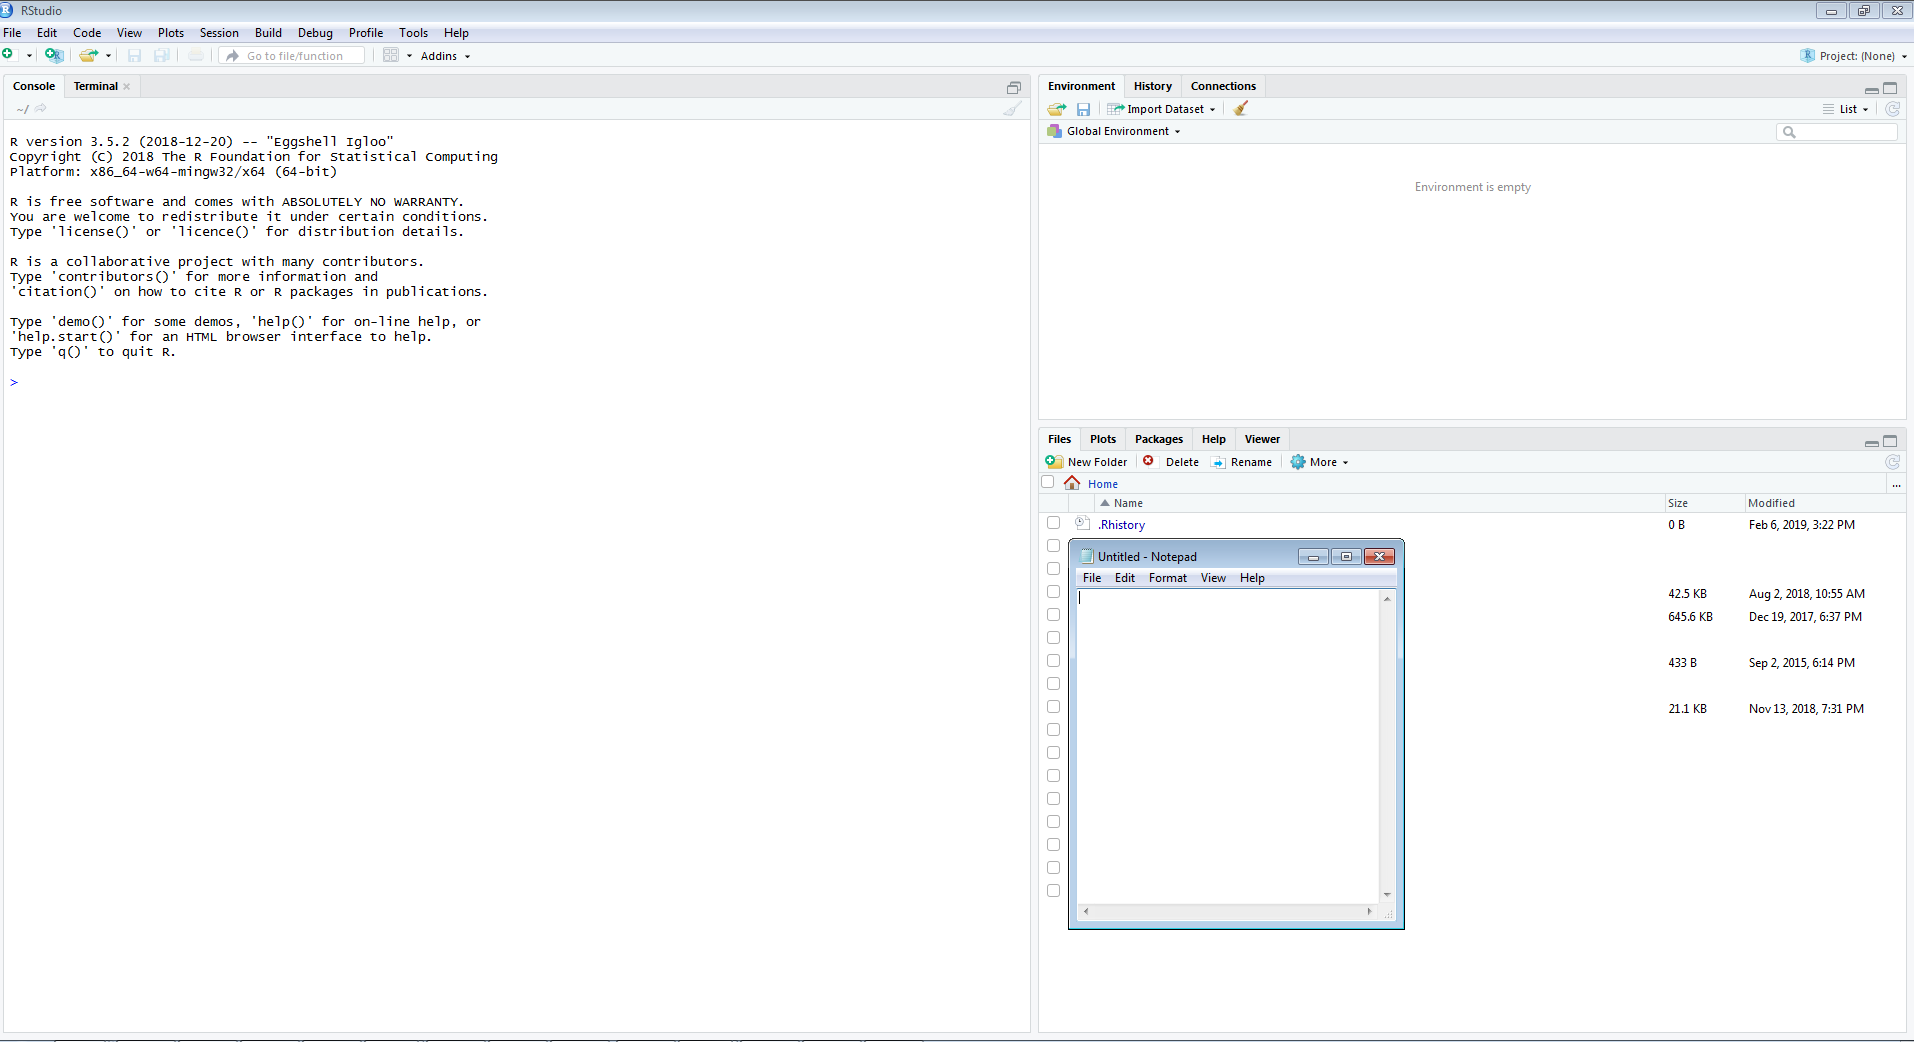 RStudio
File Edit Code View Plots Session Build Debug Profile Tools Help
Go to file/function Addins Project: (None)
Console Terminal
~/
R version 3.5.2 (2018-12-20) -- "Eggshell Igloo"
Copyright (C) 2018 The R Foundation for Statistical Computing
Platform: x86_64-w64-mingw32/x64 (64-bit)
R is free software and comes with ABSOLUTELY NO WARRANTY.
You are welcome to redistribute it under certain conditions.
Type 'license()' or 'licence()' for distribution details.
R is a collaborative project with many contributors.
Type 'contributors()' for more information and
'citation()' on how to cite R or R packages in publications.
Type 'demo()' for some demos, 'help()' for on-line help, or
'help.start()' for an HTML browser interface to help.
Type 'q()' to quit R.
>
Environment History Connections
Import Dataset List
Global Environment
Environment is empty
Files Plots Packages Help Viewer
New Folder Delete Rename More
Home ...
Name Size Modified
.Rhistory 0 B Feb 6, 2019, 3:22 PM
42.5 KB Aug 2, 2018, 10:55 AM
645.6 KB Dec 19, 2017, 6:37 PM
433 B Sep 2, 2015, 6:14 PM
21.1 KB Nov 13, 2018, 7:31 PM
Untitled - Notepad
File Edit Format View Help